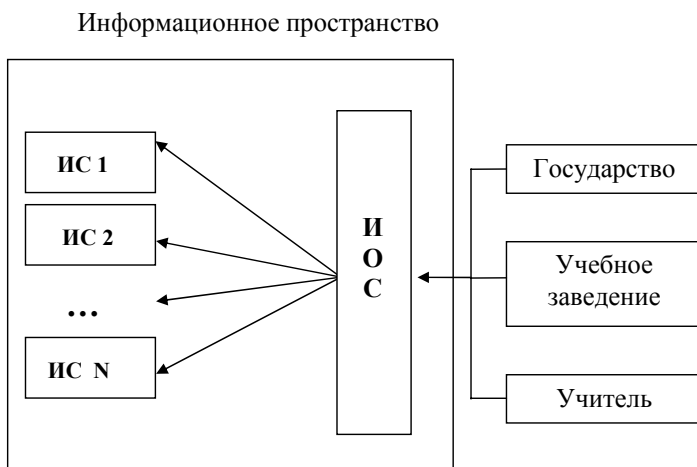 Информационное пространство
ИС 1
ИС 2
...
ИС N
И
О
С
Государство
Учебное
заведение
Учитель